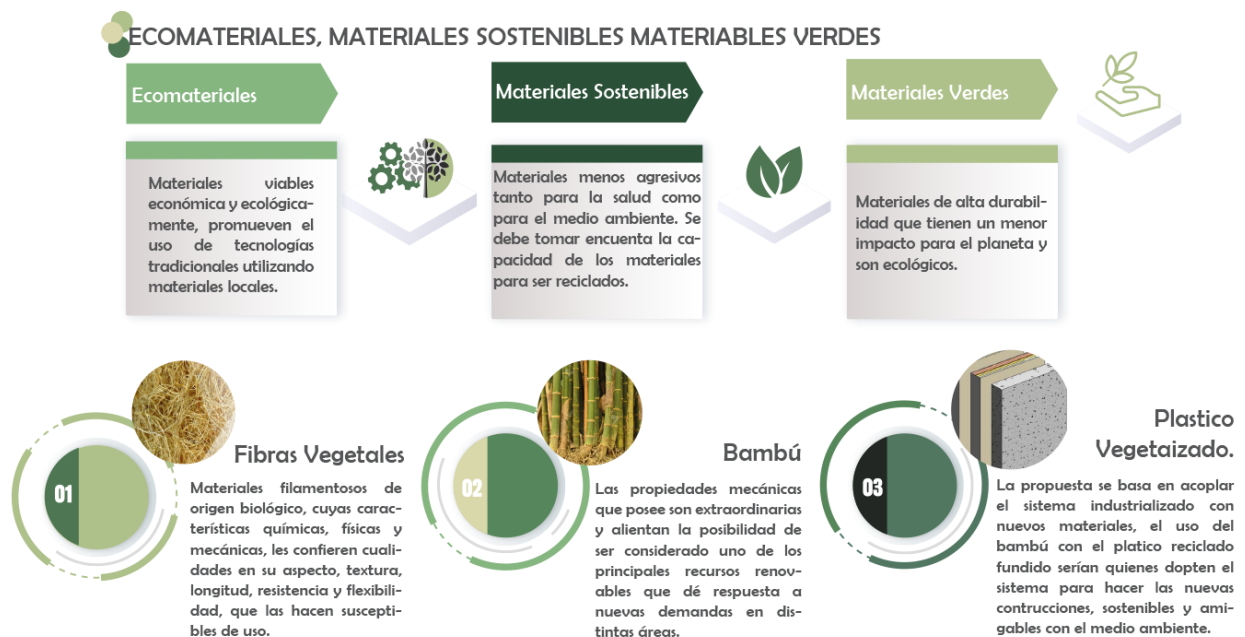 ECOMATERIALES, MATERIALES SOSTENIBLES MATERIABLES VERDES
Ecomateriales
Materiales viables
económica y ecológica-
mente, promueven el
uso de tecnologías
tradicionales utilizando
materiales locales.
Materiales Sostenibles
Materiales menos agresivos
tanto para la salud como
para el medio ambiente. Se
debe tomar encuenta la ca-
pacidad de los materiales
para ser reciclados.
Materiales Verdes
Materiales de alta durabil-
idad que tienen un menor
impacto para el planeta y
son ecológicos.
01
Fibras Vegetales
Materiales filamentosos de
origen biológico, cuyas carac-
terísticas químicas, físicas y
mecánicas, les confieren cuali-
dades en su aspecto, textura,
longitud, resistencia y flexibili-
dad, que las hacen suscepti-
bles de uso.
02
Bambú
Las propiedades mecánicas
que posee son extraordinarias
y alientan la posibilidad de
ser considerado uno de los
principales recursos renov-
ables que dé respuesta a
nuevas demandas en dis-
tintas áreas.
03
Plastico
Vegetaizado.
La propuesta se basa en acoplar
el sistema industrializado con
nuevos materiales, el uso del
bambú con el platico reciclado
fundido serían quienes dopten el
sistema para hacer las nuevas
contrucciones, sostenibles y ami-
gables con el medio ambiente.